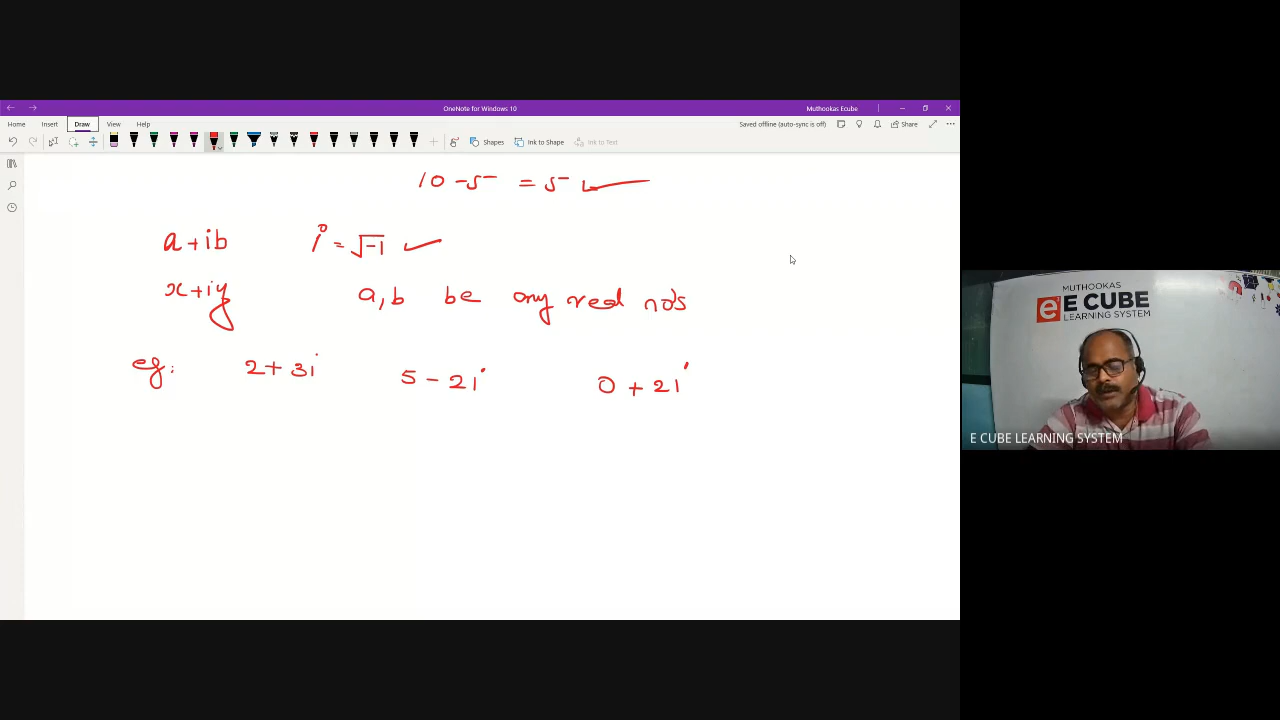 OneNote for Windows 10
Muthookas Ecube
Home Insert Draw View Help
Saved offline (auto-sync is off)
Share
Shapes
Ink to Shape
Ink to Text
10 - 5 = 5
a + ib i = √-1
x + iy a, b be any real no's
eg: 2 + 3i 5 - 2i 0 + 2i
MUTHOOKAS
e E CUBE
LEARNING SYSTEM
E CUBE LEARNING SYSTEM